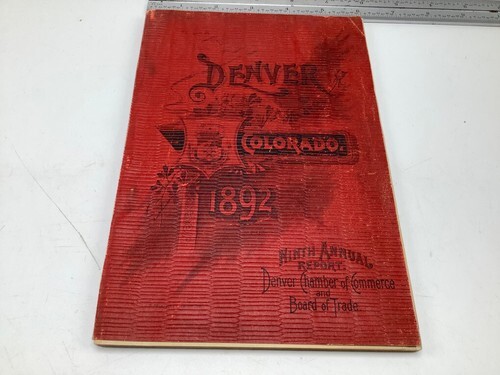 DENVER
COLORADO.
1892
NINTH ANNUAL
REPORT.
Denver Chamber of Commerce
and
Board of Trade